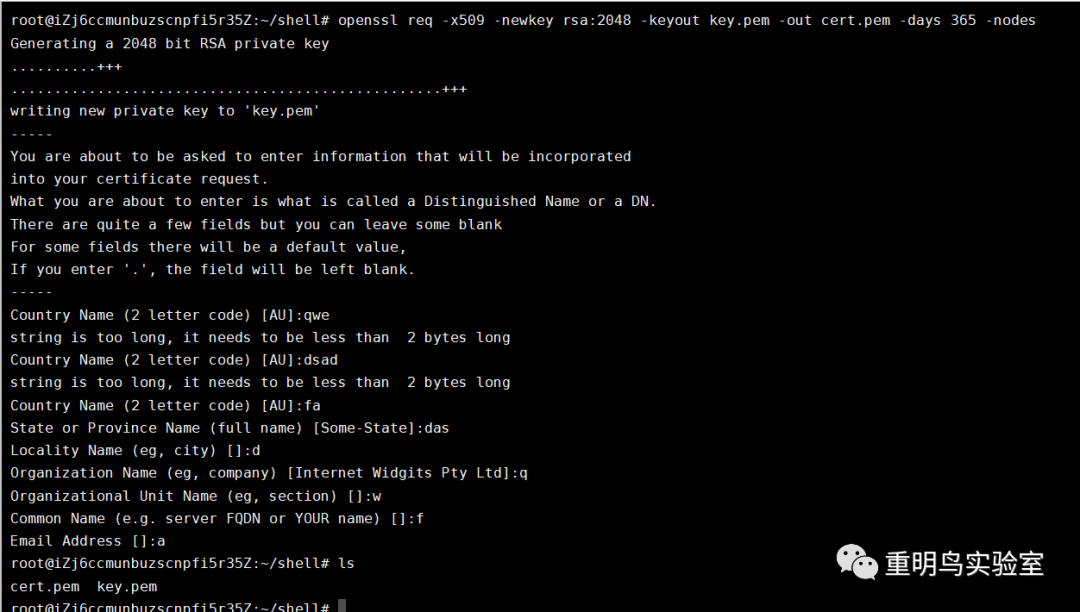 root@iZj6ccmunbuzscnpfi5r35Z:~/shell# openssl req -x509 -newkey rsa:2048 -keyout key.pem -out cert.pem -days 365 -nodes
Generating a 2048 bit RSA private key
..........+++
..................................................+++
writing new private key to 'key.pem'
-----
You are about to be asked to enter information that will be incorporated
into your certificate request.
What you are about to enter is what is called a Distinguished Name or a DN.
There are quite a few fields but you can leave some blank
For some fields there will be a default value,
If you enter '.', the field will be left blank.
-----
Country Name (2 letter code) [AU]:qwe
string is too long, it needs to be less than  2 bytes long
Country Name (2 letter code) [AU]:dsad
string is too long, it needs to be less than  2 bytes long
Country Name (2 letter code) [AU]:fa
State or Province Name (full name) [Some-State]:das
Locality Name (eg, city) []:d
Organization Name (eg, company) [Internet Widgits Pty Ltd]:q
Organizational Unit Name (eg, section) []:w
Common Name (e.g. server FQDN or YOUR name) []:f
Email Address []:a
root@iZj6ccmunbuzscnpfi5r35Z:~/shell# ls
cert.pem  key.pem
root@iZj6ccmunbuzscnpfi5r35Z:~/shell#
重明鸟实验室